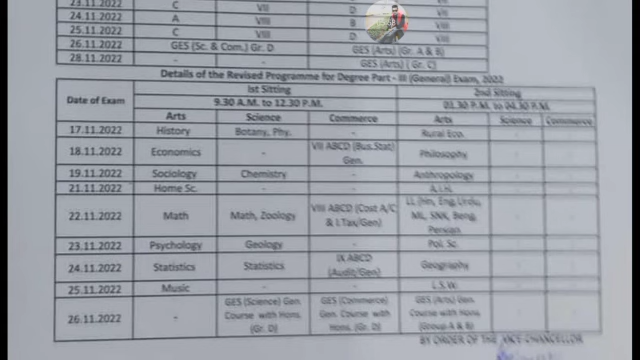 23.11.2022 C VII D VII
24.11.2022 A VIII B VIII
25.11.2022 C VIII D VIII
26.11.2022 GES (Sc. & Com.) Gr. D GES (Arts) (Gr. A & B)
28.11.2022 - - GES (Arts) ( Gr. C)
Details of the Revised Programme for Degree Part - III (General) Exam, 2022
Date of Exam 1st Sitting 2nd Sitting
9.30 A.M. to 12.30 P.M. 01.30 P.M. to 04.30 P.M.
Arts Science Commerce Arts Science Commerce
17.11.2022 History Botany, Phy. - Rural Eco.
18.11.2022 Economics - VII ABCD (Bus.Stat) Gen. Philosophy
19.11.2022 Sociology Chemistry - Anthropology
21.11.2022 Home Sc. - - A.I.H.
22.11.2022 Math Math, Zoology VIII ABCD (Cost A/C & I.Tax/Gen) LL (Hin, Eng, Urdu, ML, SNK, Beng, Persian
23.11.2022 Psychology Geology - Pol. Sc.
24.11.2022 Statistics Statistics IX ABCD (Audit/Gen) Geography
25.11.2022 Music - - L.S.W.
26.11.2022 - GES (Science) Gen. Course with Hons. (Gr. D) GES (Commerce) Gen. Course with Hons. (Gr. D) GES (Arts) Gen. Course with Hons (Group A & B)
BY ORDER OF THE VICE CHANCELLOR